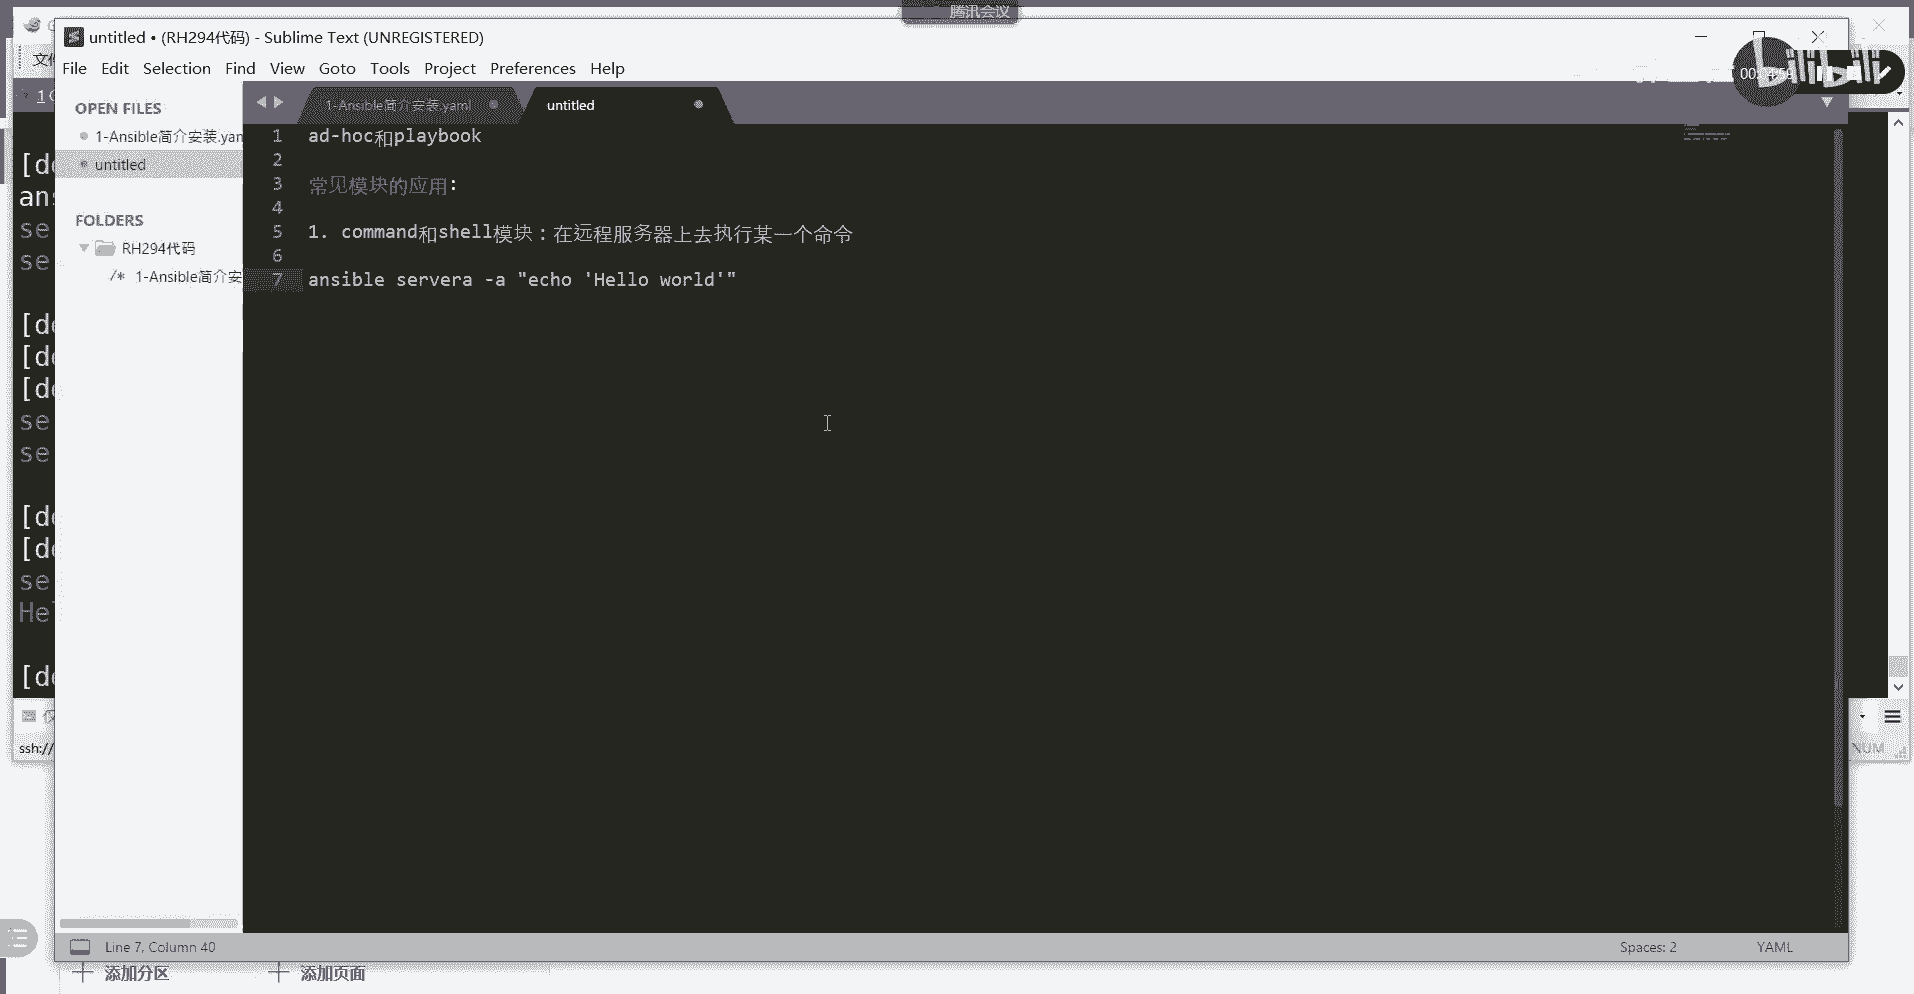 腾讯会议
untitled • (RH294代码) - Sublime Text (UNREGISTERED)
File Edit Selection Find View Goto Tools Project Preferences Help
bilibili
OPEN FILES
1-Ansible简介安装.yam
untitled
FOLDERS
RH294代码
/* 1-Ansible简介安
1-Ansible简介安装.yaml
untitled
1 ad-hoc和playbook
2
3 常见模块的应用:
4
5 1. command和shell模块：在远程服务器上去执行某一个命令
6
7 ansible servera -a "echo 'Hello world'"
[de
ans
se
se
[de
[de
[de
se
se
[de
[de
se
Hel
[de
ssh://
NUM
Line 7, Column 40
Spaces: 2
YAML
添加分区
添加页面